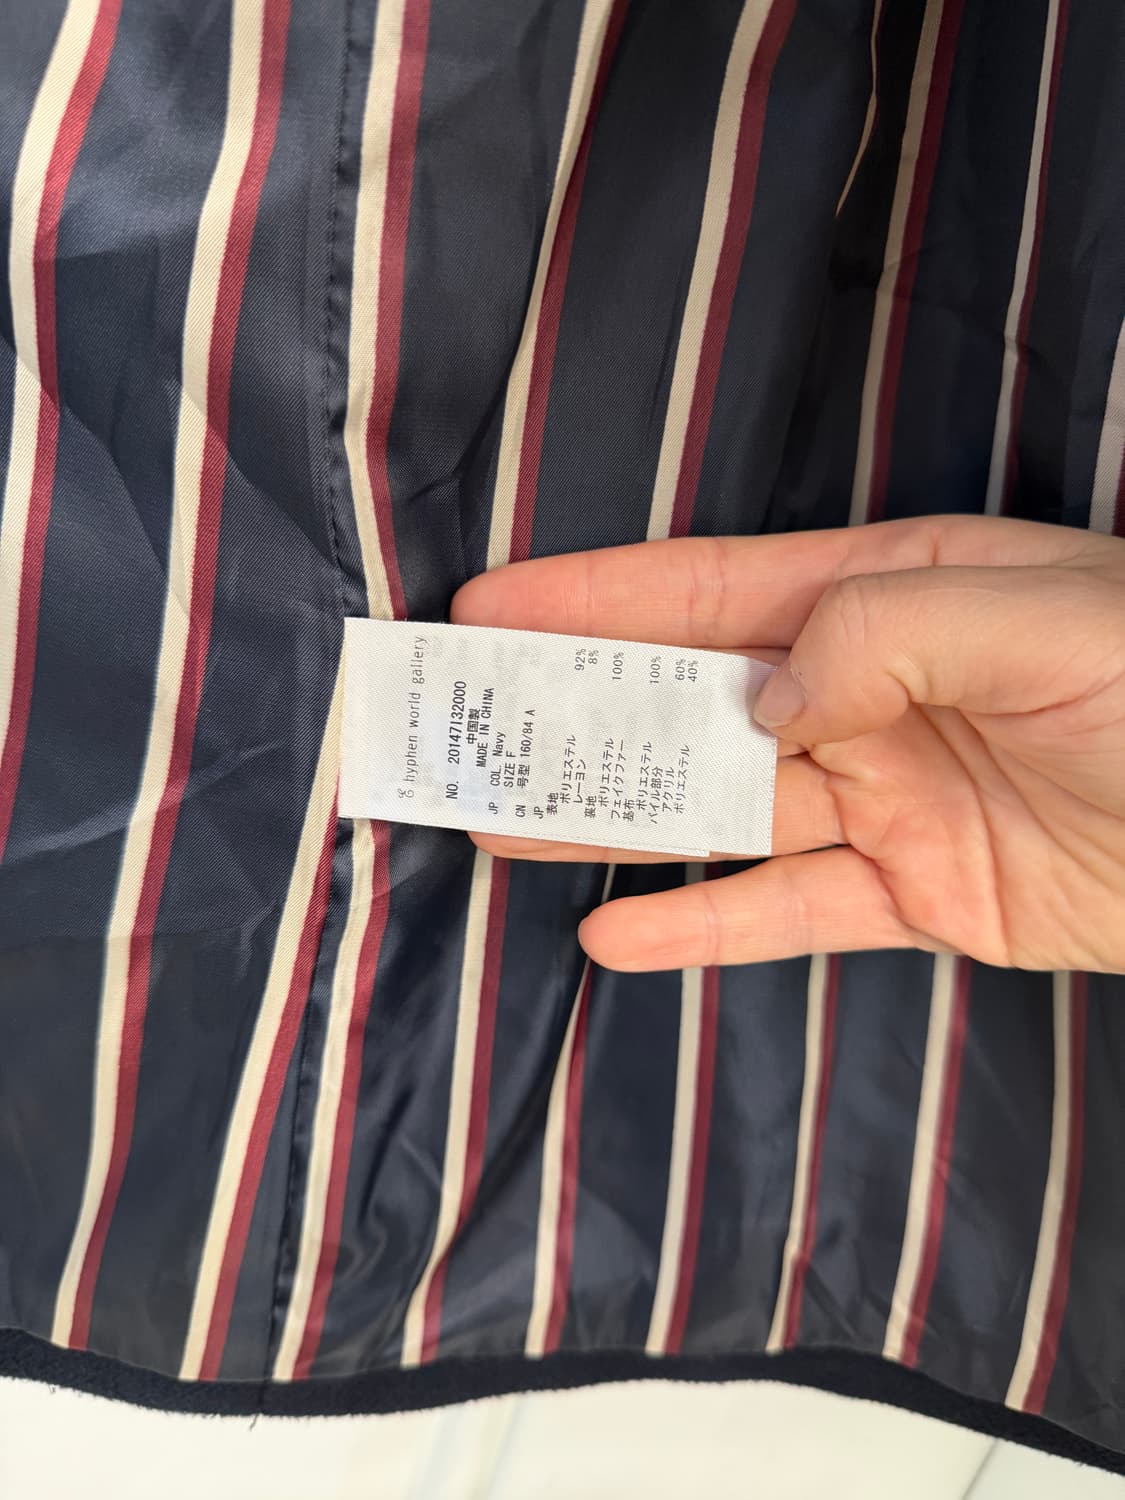 hyphen world gallery
NO. 20147132000
中国製
MADE IN CHINA
JP COL. Navy
SIZE F
CN 号型 160/84 A
JP
表地
ポリエステル 92%
レーヨン 8%
裏地
ポリエステル 100%
フェイクファー
基布
ポリエステル 100%
パイル部分
アクリル 60%
ポリエステル 40%